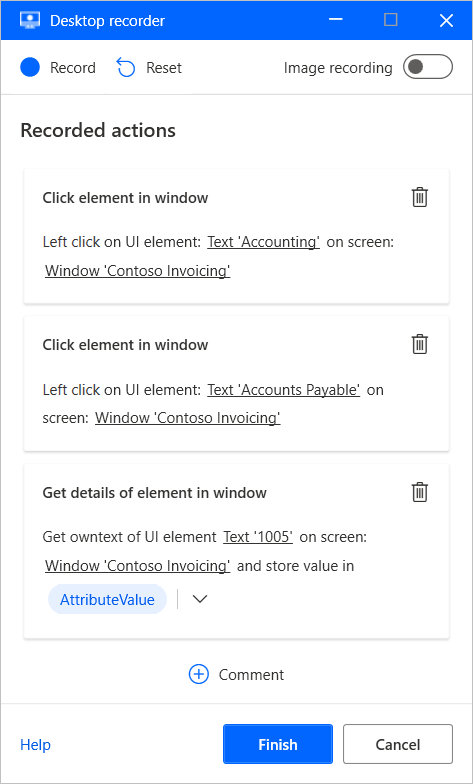 Desktop recorder
Record Reset Image recording
Recorded actions
Click element in window
Left click on UI element: Text 'Accounting' on screen:
Window 'Contoso Invoicing'
Click element in window
Left click on UI element: Text 'Accounts Payable' on
screen: Window 'Contoso Invoicing'
Get details of element in window
Get owntext of UI element Text '1005' on screen:
Window 'Contoso Invoicing' and store value in
AttributeValue
Comment
Help Finish Cancel